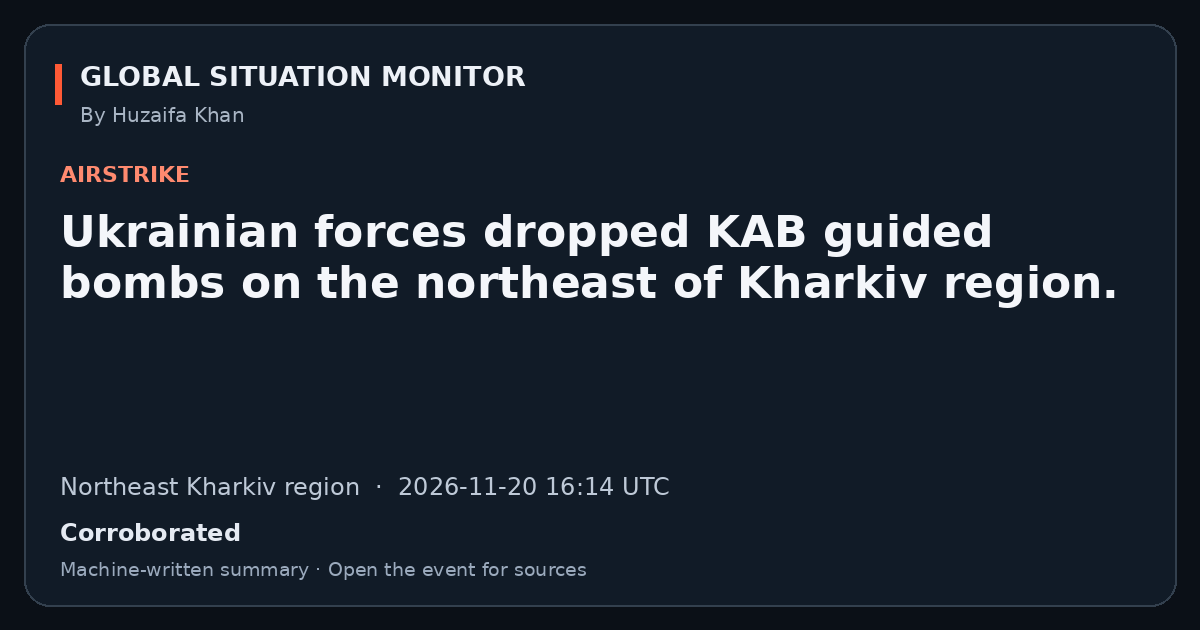 GLOBAL SITUATION MONITOR
By Huzaifa Khan
AIRSTRIKE
Ukrainian forces dropped KAB guided
bombs on the northeast of Kharkiv region.
Northeast Kharkiv region · 2026-11-20 16:14 UTC
Corroborated
Machine-written summary · Open the event for sources